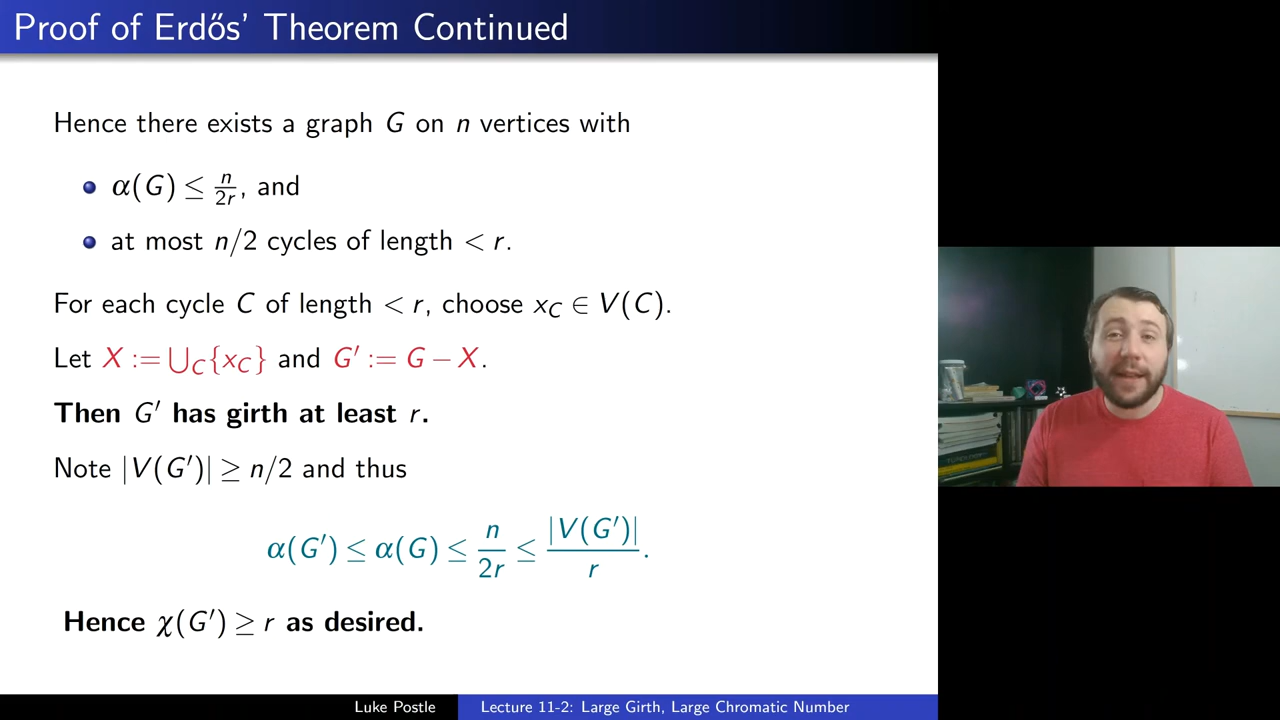 Proof of Erdős' Theorem Continued
Hence there exists a graph G on n vertices with
α(G) ≤ n/2r, and
at most n/2 cycles of length < r.
For each cycle C of length < r, choose x_C ∈ V(C).
Let X := ⋃_C{x_C} and G′ := G − X.
Then G′ has girth at least r.
Note |V(G′)| ≥ n/2 and thus
α(G′) ≤ α(G) ≤ n/2r ≤ |V(G′)|/r.
Hence χ(G′) ≥ r as desired.
Luke Postle Lecture 11-2: Large Girth, Large Chromatic Number